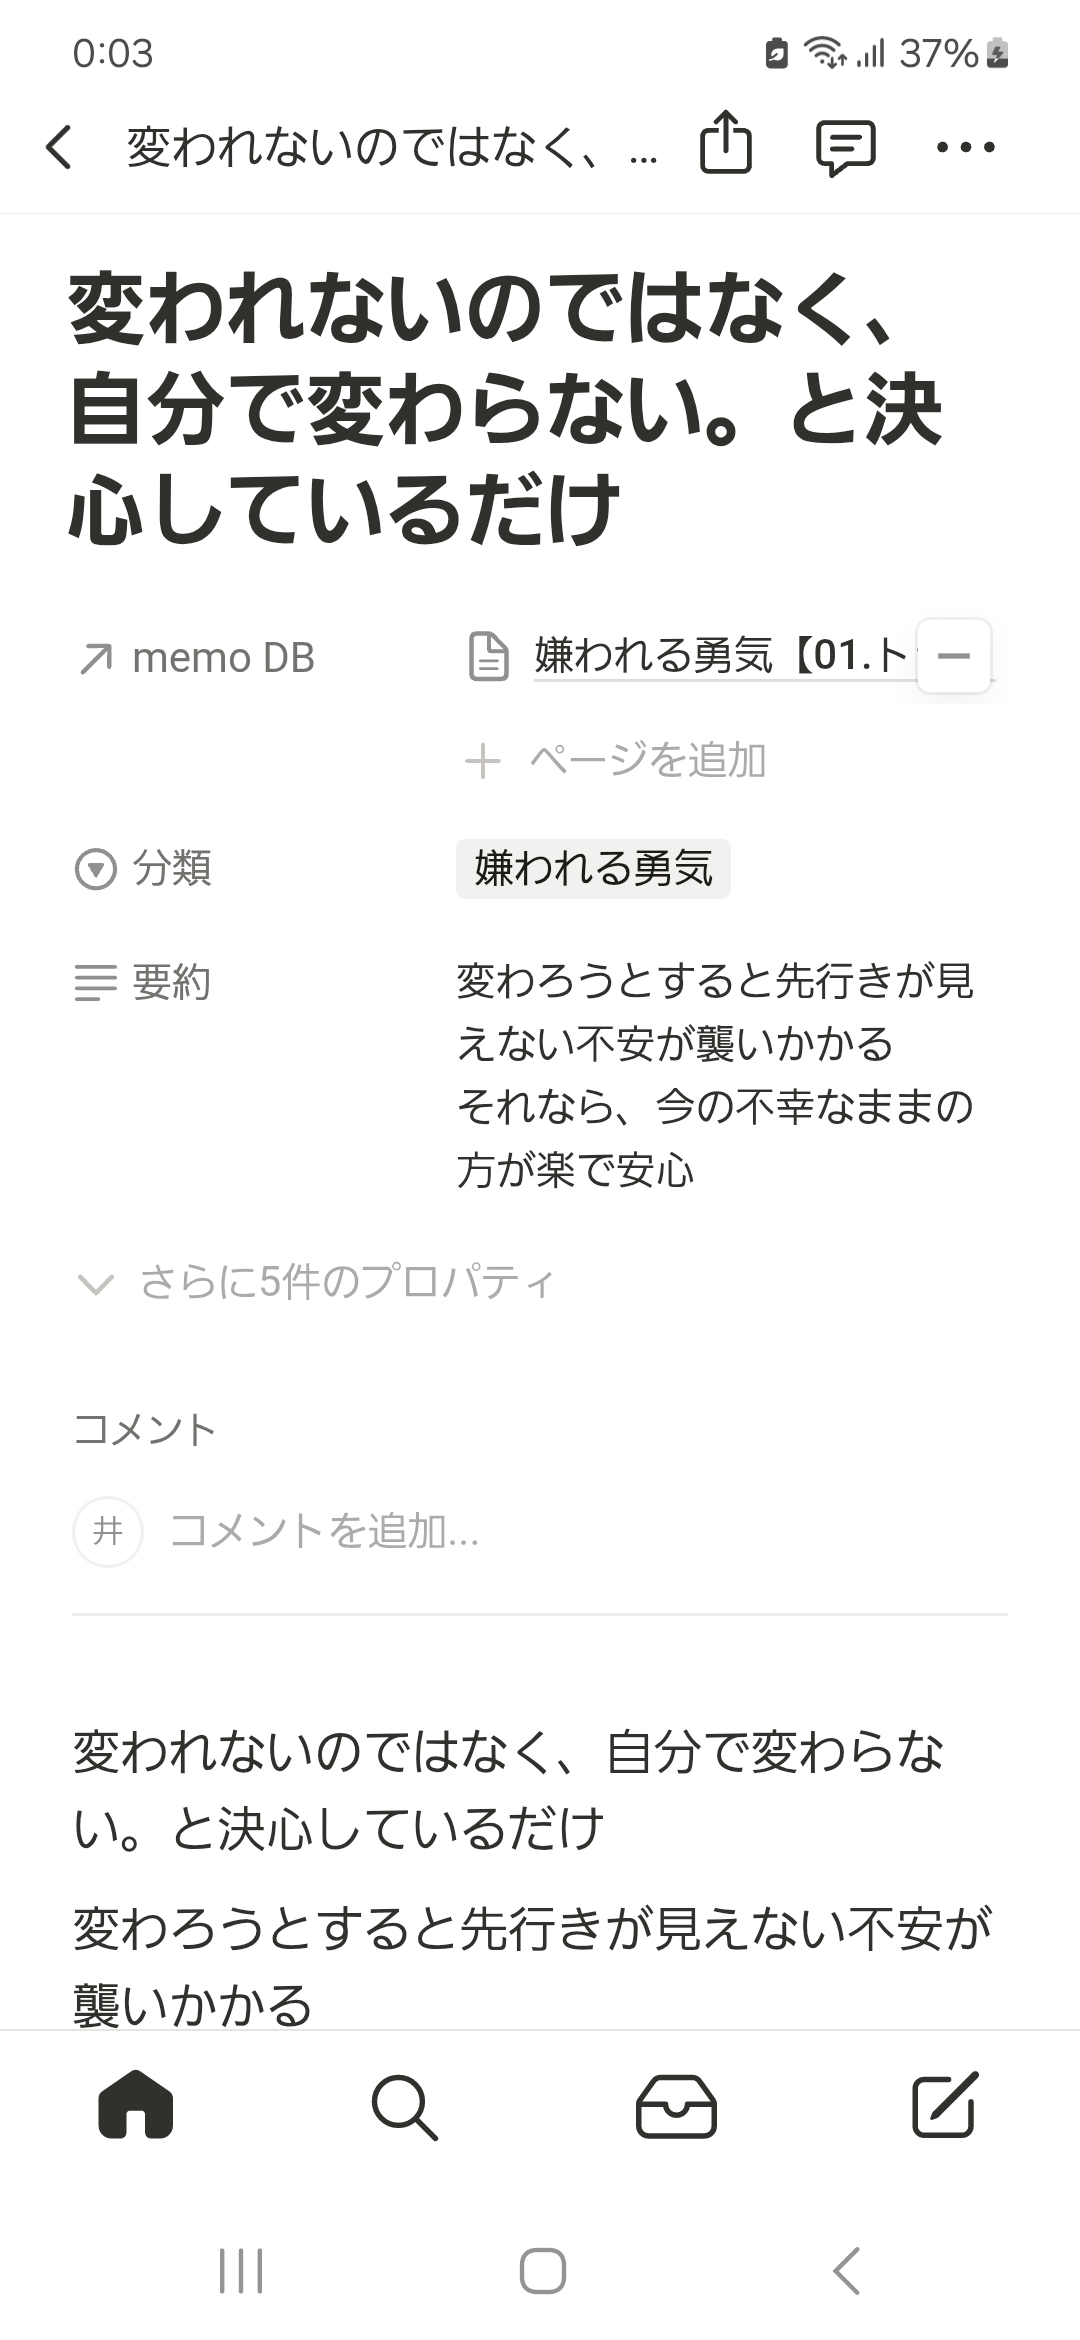 0:03
37%
変われないのではなく、...
変われないのではなく、
自分で変わらない。と決
心しているだけ
memo DB
嫌われる勇気【01.ト
ページを追加
分類
嫌われる勇気
要約
変わろうとすると先行きが見
えない不安が襲いかかる
それなら、今の不幸なままの
方が楽で安心
さらに5件のプロパティ
コメント
井
コメントを追加...
変われないのではなく、自分で変わらな
い。と決心しているだけ
変わろうとすると先行きが見えない不安が
襲いかかる